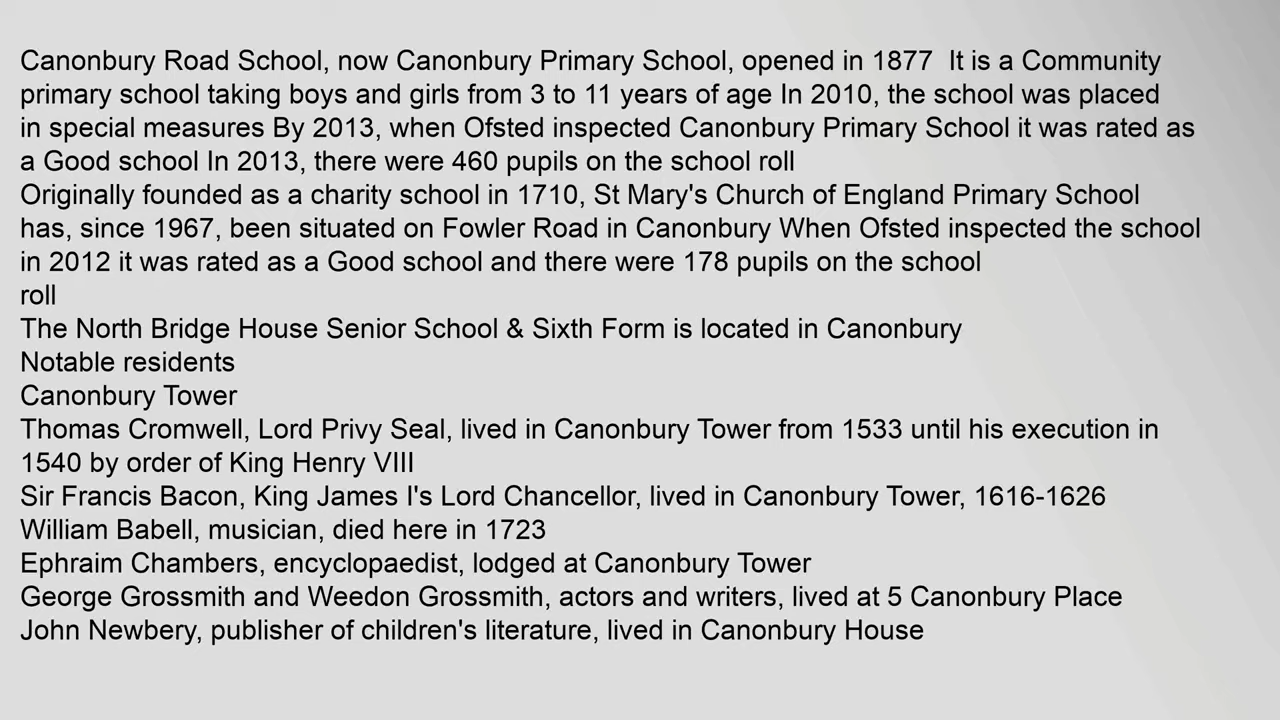 Canonbury Road School, now Canonbury Primary School, opened in 1877  It is a Community
primary school taking boys and girls from 3 to 11 years of age In 2010, the school was placed
in special measures By 2013, when Ofsted inspected Canonbury Primary School it was rated as
a Good school In 2013, there were 460 pupils on the school roll
Originally founded as a charity school in 1710, St Mary's Church of England Primary School
has, since 1967, been situated on Fowler Road in Canonbury When Ofsted inspected the school
in 2012 it was rated as a Good school and there were 178 pupils on the school
roll
The North Bridge House Senior School & Sixth Form is located in Canonbury
Notable residents
Canonbury Tower
Thomas Cromwell, Lord Privy Seal, lived in Canonbury Tower from 1533 until his execution in
1540 by order of King Henry VIII
Sir Francis Bacon, King James I's Lord Chancellor, lived in Canonbury Tower, 1616-1626
William Babell, musician, died here in 1723
Ephraim Chambers, encyclopaedist, lodged at Canonbury Tower
George Grossmith and Weedon Grossmith, actors and writers, lived at 5 Canonbury Place
John Newbery, publisher of children's literature, lived in Canonbury House